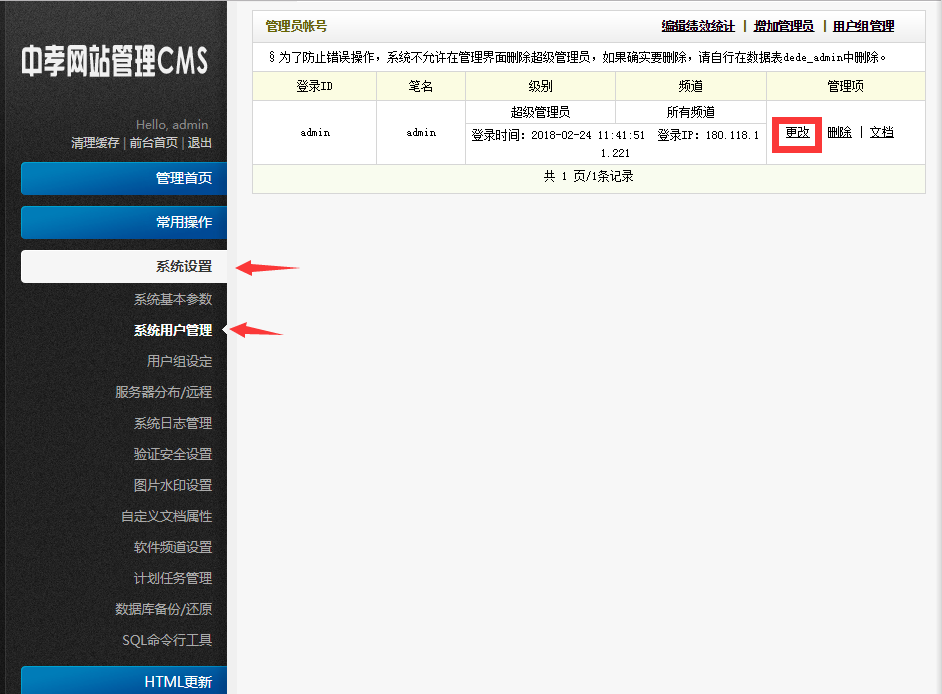 中孝网站管理CMS
Hello, admin
清理缓存 | 前台首页 | 退出
管理首页
常用操作
系统设置
系统基本参数
系统用户管理
用户组设定
服务器分布/远程
系统日志管理
验证安全设置
图片水印设置
自定义文档属性
软件频道设置
计划任务管理
数据库备份/还原
SQL命令行工具
HTML更新
管理员帐号 编辑绩效统计 | 增加管理员 | 用户组管理
§为了防止错误操作，系统不允许在管理界面删除超级管理员，如果确实要删除，请自行在数据表dede_admin中删除。
登录ID 笔名 级别 频道 管理项
超级管理员 所有频道
admin admin 更改 删除 | 文档
登录时间：2018-02-24 11:41:51 登录IP：180.118.1
1.221
共 1 页/1条记录